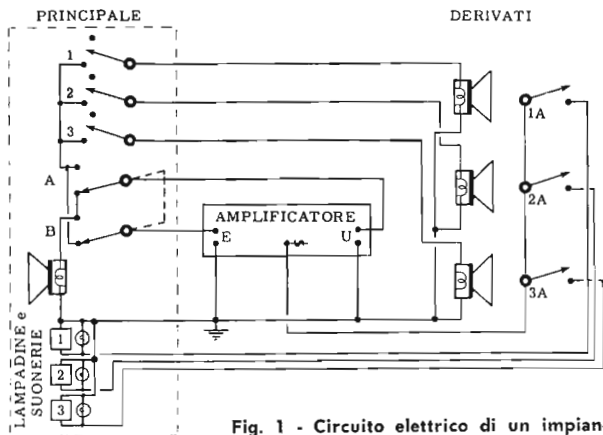 PRINCIPALE
DERIVATI
1
2
3
A
B
1A
2A
3A
AMPLIFICATORE
E
U
LAMPADINE e
SUONERIE
1
2
3
Fig. 1 - Circuito elettrico di un impian